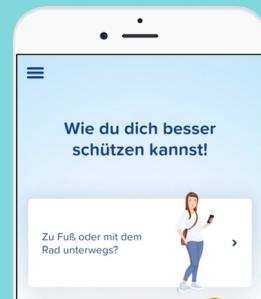 Wie du dich besser
schützen kannst!
Zu Fuß oder mit dem
Rad unterwegs?